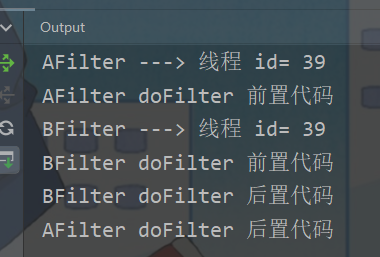 Output
AFilter ---> 线程 id= 39
AFilter doFilter 前置代码
BFilter ---> 线程 id= 39
BFilter doFilter 前置代码
BFilter doFilter 后置代码
AFilter doFilter 后置代码